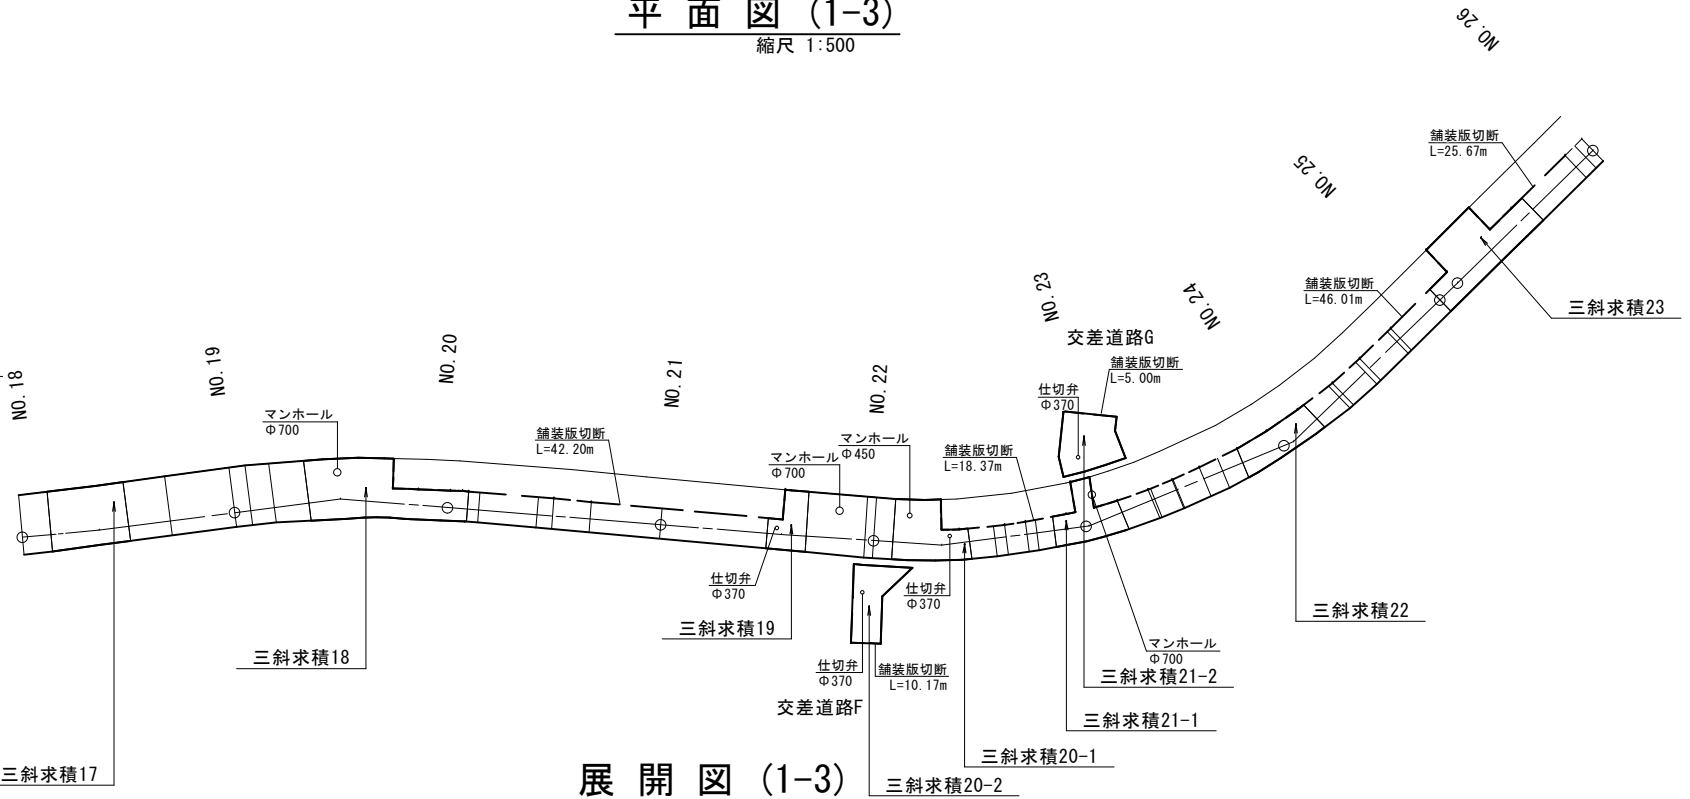 平 面 図 (1-3)
縮尺 1:500
NO.26
舗装版切断
L=25.67m
NO.25
舗装版切断
L=46.01m
三斜求積23
NO.23
NO.24
交差道路G
舗装版切断
L=5.00m
仕切弁
Φ370
NO.18
NO.19
NO.20
NO.21
NO.22
マンホール
Φ700
舗装版切断
L=42.20m
マンホール
Φ700
マンホール
Φ450
舗装版切断
L=18.37m
仕切弁
Φ370
仕切弁
Φ370
三斜求積22
三斜求積19
三斜求積18
マンホール
Φ700
仕切弁
Φ370
舗装版切断
L=10.17m
三斜求積21-2
交差道路F
三斜求積21-1
三斜求積20-1
三斜求積17
展 開 図 (1-3)
三斜求積20-2